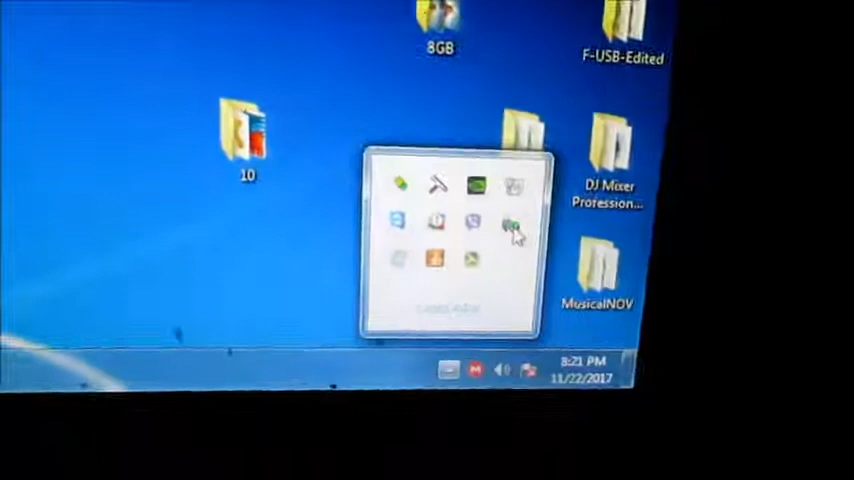 8GB
F-USB-Edited
10
DJ Mixer
Profession...
MusicalNOV
8:21 PM
11/22/2017